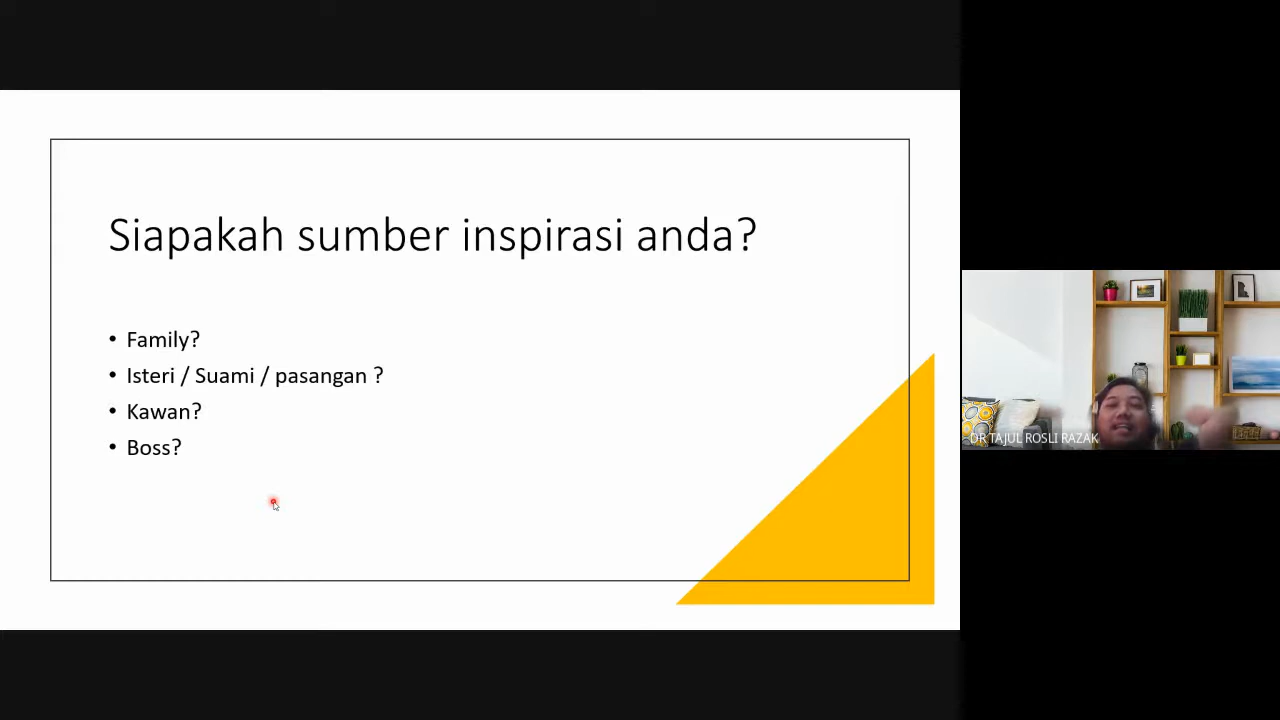 Siapakah sumber inspirasi anda?
• Family?
• Isteri / Suami / pasangan ?
• Kawan?
• Boss?
DR TAJUL ROSLI RAZAK